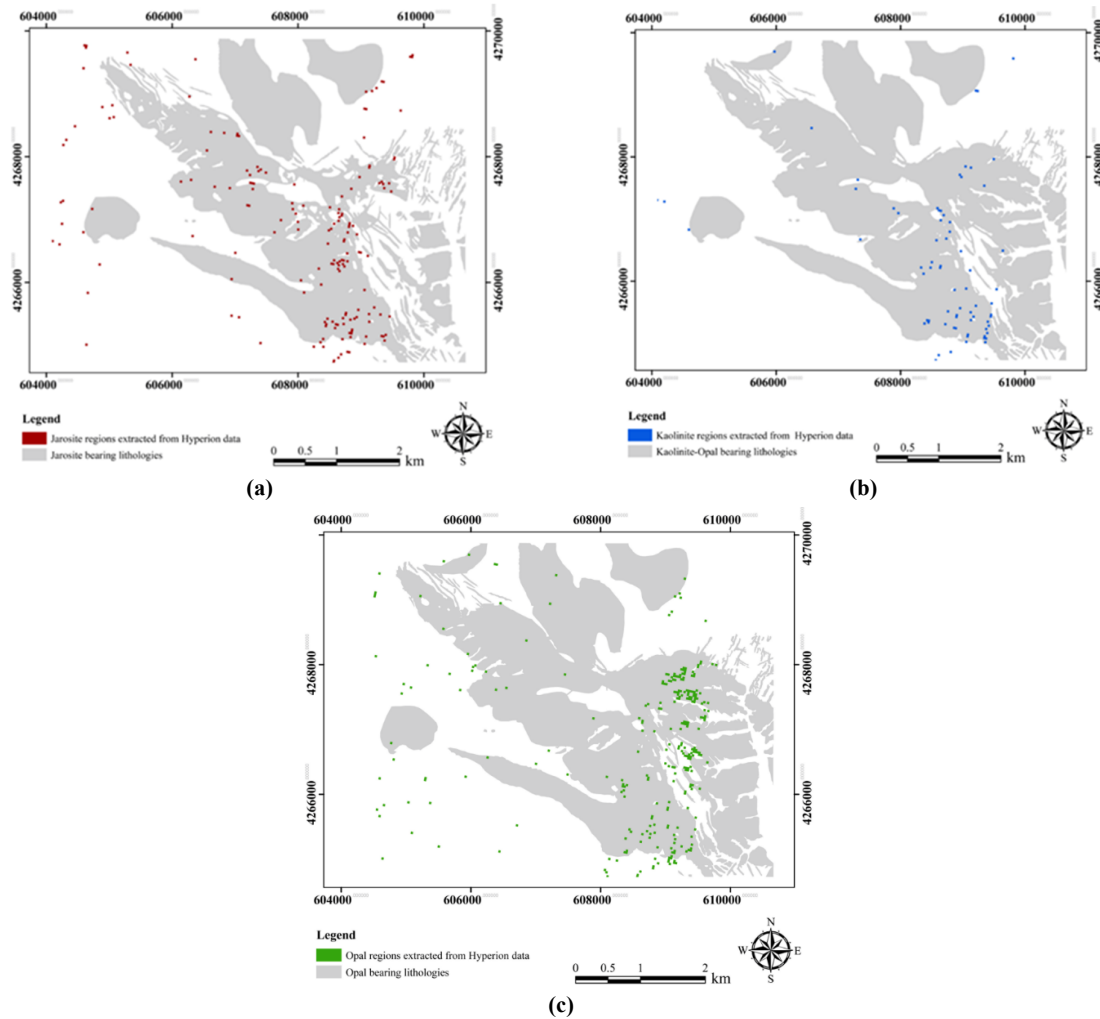 604000 606000 608000 610000
4270000
4268000
4266000
604000 606000 608000 610000
Legend
Jarosite regions extracted from Hyperion data
Jarosite bearing lithologies
N
W E
S
0 0.5 1 2
km
(a)
604000 606000 608000 610000
4270000
4268000
4266000
604000 606000 608000 610000
Legend
Kaolinite regions extracted from Hyperion data
Kaolinite-Opal bearing lithologies
N
W E
S
0 0.5 1 2
km
(b)
604000 606000 608000 610000
4270000
4268000 4268000
4266000 4266000
604000 606000 608000 610000
Legend
Opal regions extracted from Hyperion data
Opal bearing lithologies
N
W E
S
0 0.5 1 2
km
(c)